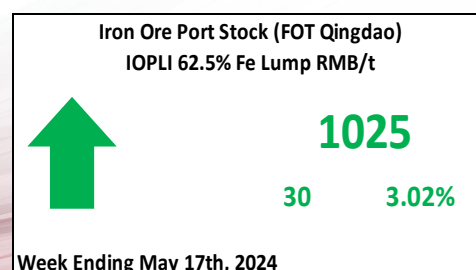 Iron Ore Port Stock (FOT Qingdao)
IOPLI 62.5% Fe Lump RMB/t
1025
30 3.02%
Week Ending May 17th, 2024